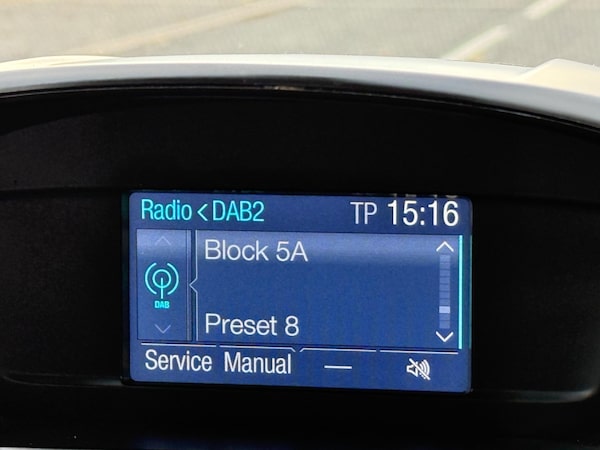 Radio < DAB2 TP 15:16
Block 5A
DAB
Preset 8
Service Manual —